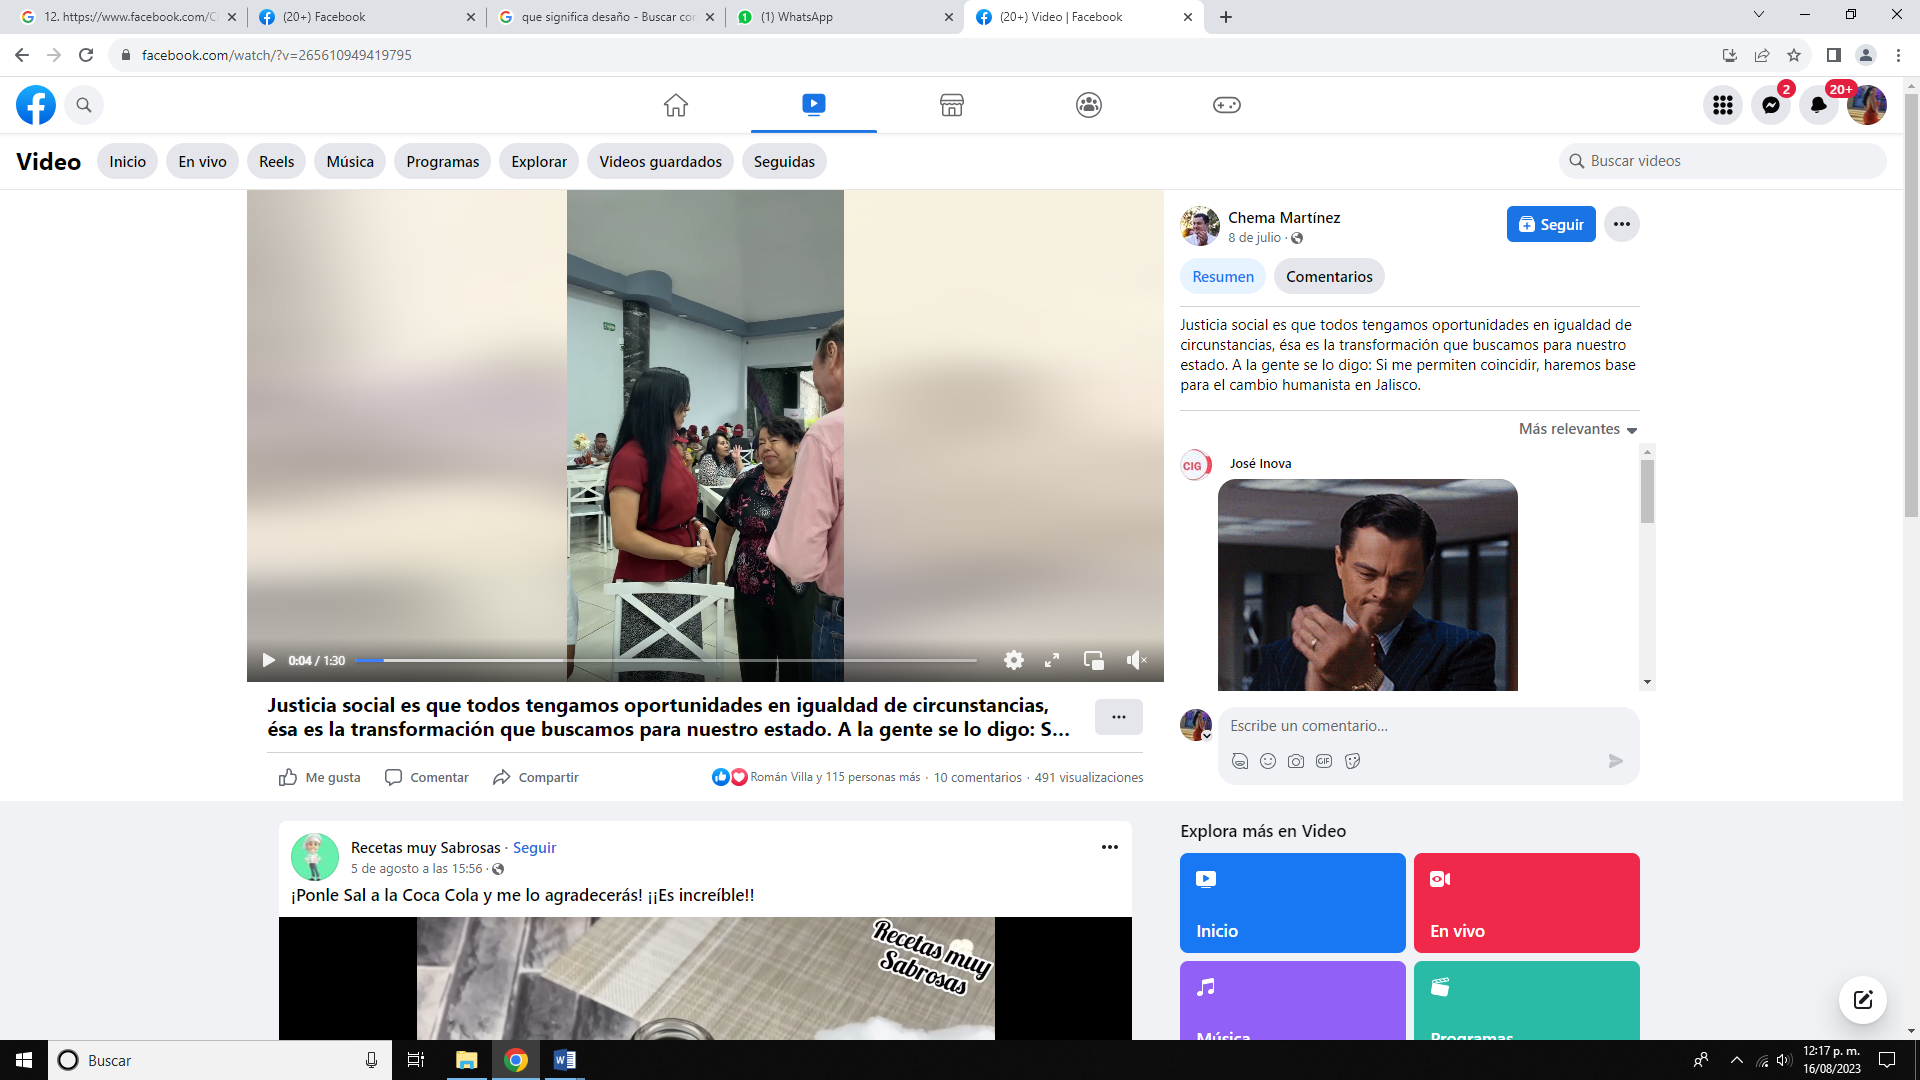 12. https://www.facebook.com/C
(20+) Facebook
que significa desaño - Buscar con
(1) WhatsApp
(20+) Video | Facebook
facebook.com/watch/?v=265610949419795
2
20+
Video
Inicio
En vivo
Reels
Música
Programas
Explorar
Videos guardados
Seguidas
Buscar videos
Chema Martínez
8 de julio ·
Seguir
Resumen
Comentarios
Justicia social es que todos tengamos oportunidades en igualdad de
circunstancias, ésa es la transformación que buscamos para nuestro
estado. A la gente se lo digo: Si me permiten coincidir, haremos base
para el cambio humanista en Jalisco.
Más relevantes
CIG
José Inova
0:04 / 1:30
Justicia social es que todos tengamos oportunidades en igualdad de circunstancias,
ésa es la transformación que buscamos para nuestro estado. A la gente se lo digo: S...
Me gusta
Comentar
Compartir
Román Villa y 115 personas más · 10 comentarios · 491 visualizaciones
Escribe un comentario...
GIF
Recetas muy Sabrosas · Seguir
5 de agosto a las 15:56 ·
¡Ponle Sal a la Coca Cola y me lo agradecerás! ¡¡Es increíble!!
Recetas muy
Sabrosas
Explora más en Video
Inicio
En vivo
Música
Programas
Buscar
12:17 p. m.
16/08/2023